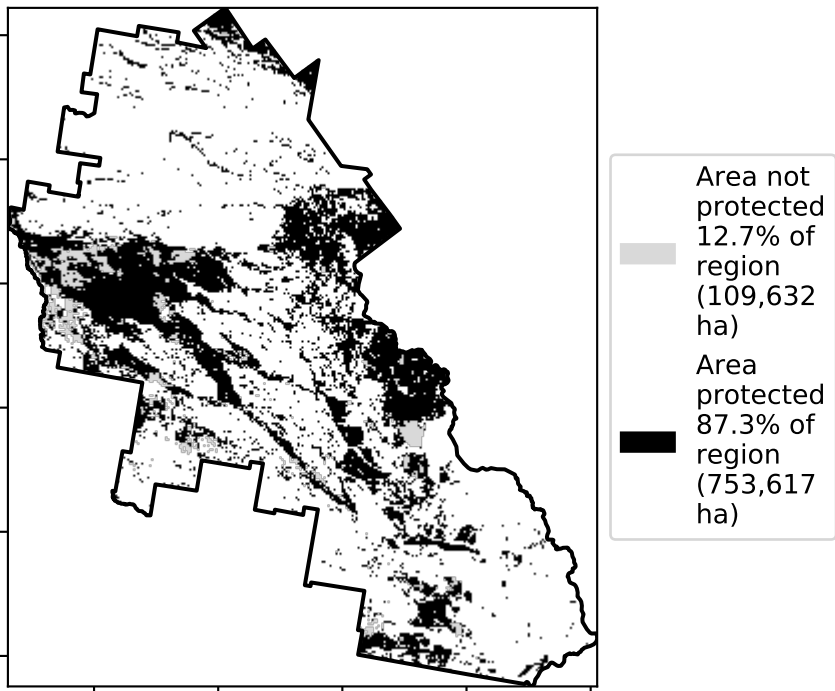 Area not
protected
12.7% of
region
(109,632
ha)
Area
protected
87.3% of
region
(753,617
ha)